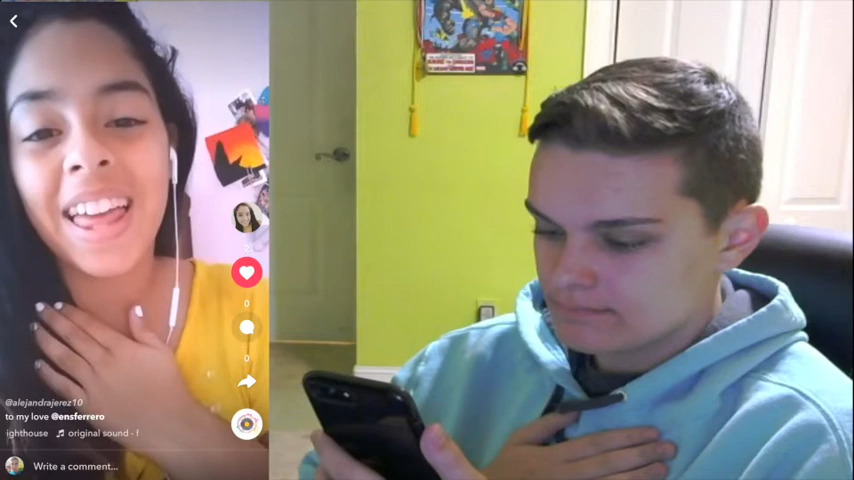 0
0
@alejandrajerez10
to my love @ensferrero
ighthouse ♫ original sound - f
Write a comment...